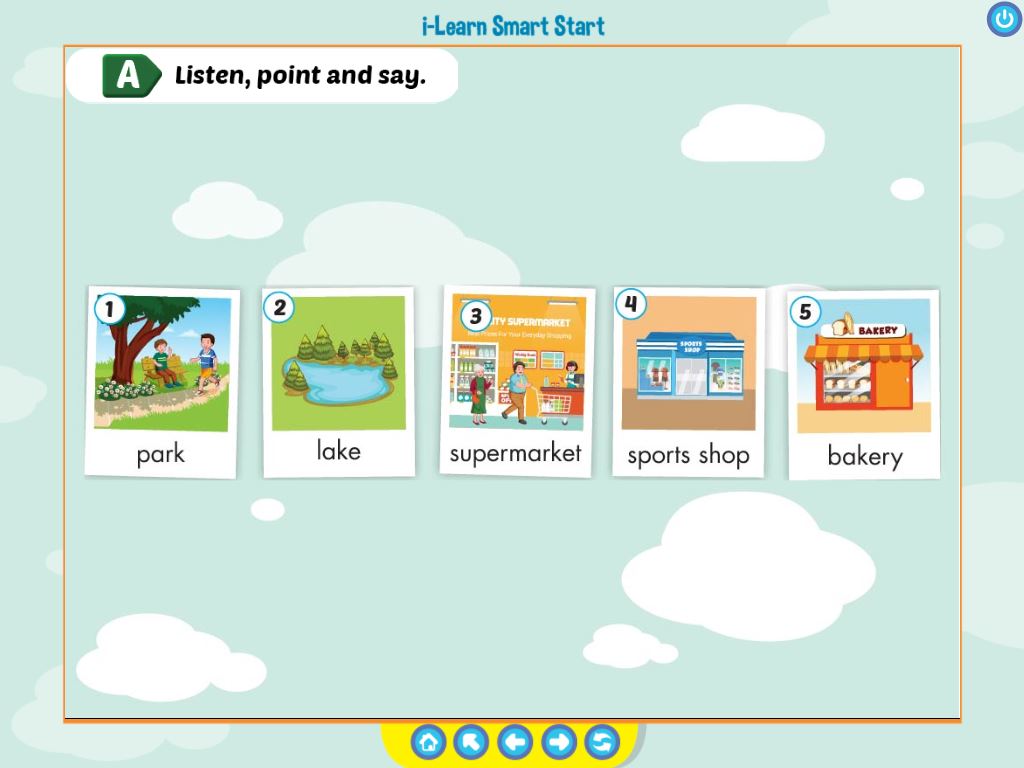 i-Learn Smart Start
A Listen, point and say.
1
2
3
4
5
ITY SUPERMARKET
SPORTS
SHOP
BAKERY
park
lake
supermarket
sports shop
bakery